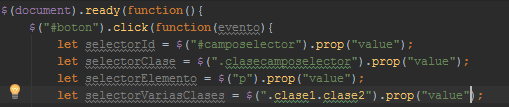 $(document).ready(function(){
$("#boton").click(function(evento){
let selectorId = $("#camposelector").prop("value");
let selectorClase = $(".clasecamposelector").prop("value");
let selectorElemento = $("p").prop("value");
let selectorVariasClases = $(".clase1.clase2").prop("value");